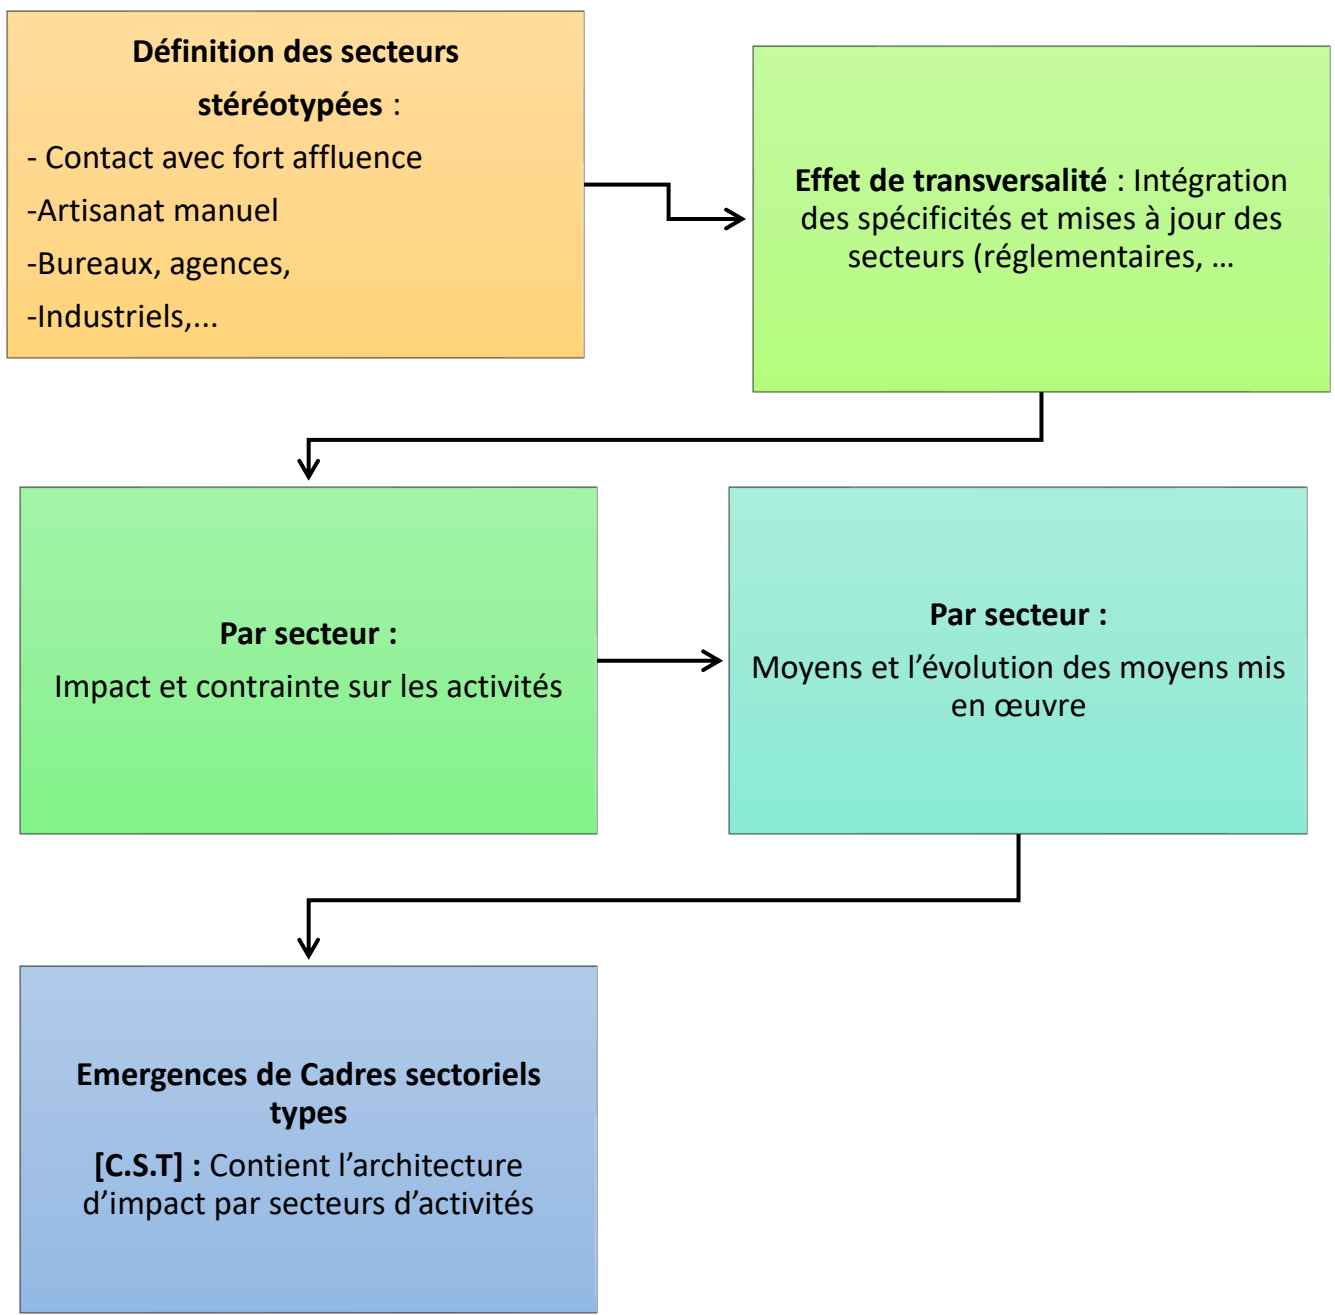 Définition des secteurs
stéréotypées :
- Contact avec fort affluence
-Artisanat manuel
-Bureaux, agences,
-Industriels,...
Effet de transversalité : Intégration
des spécificités et mises à jour des
secteurs (réglementaires, ...
Par secteur :
Impact et contrainte sur les activités
Par secteur :
Moyens et l’évolution des moyens mis
en œuvre
Emergences de Cadres sectoriels
types
[C.S.T] : Contient l’architecture
d’impact par secteurs d’activités